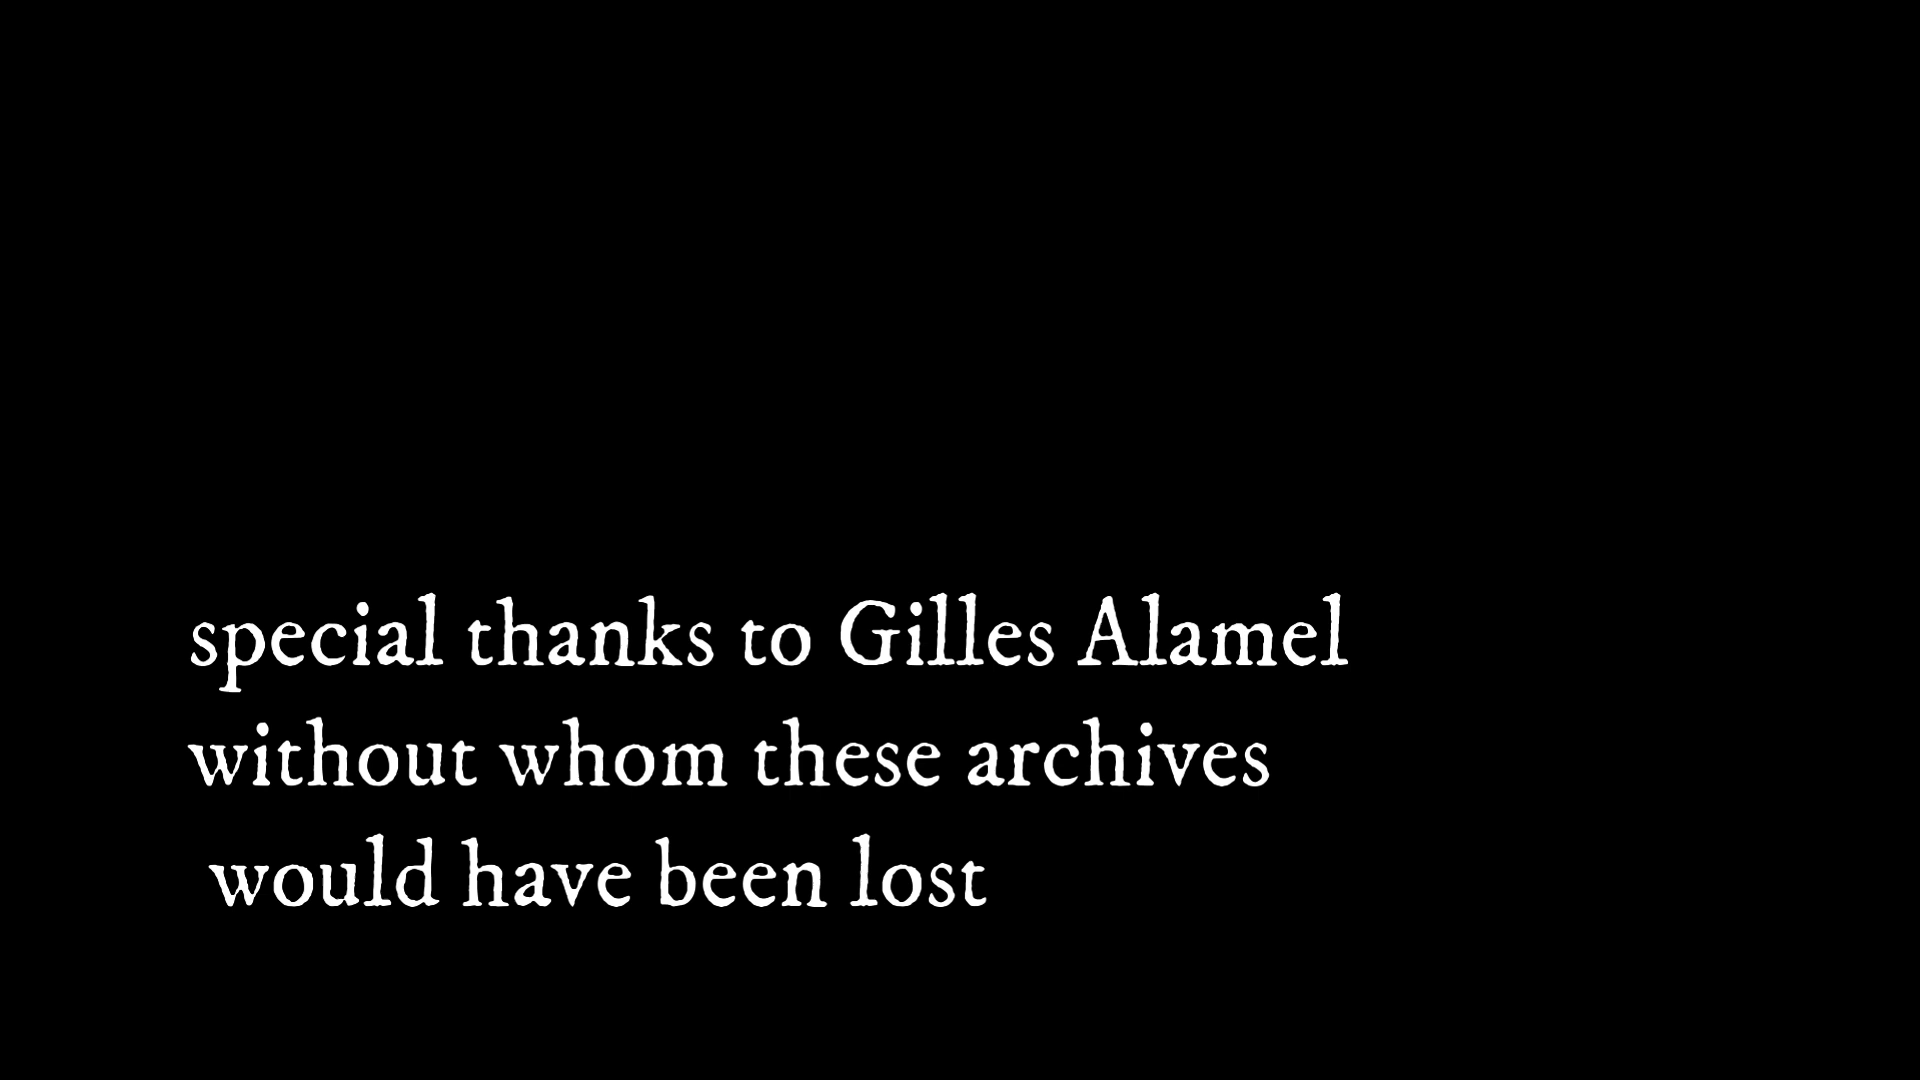 special thanks to Gilles Alamel
without whom these archives
would have been lost